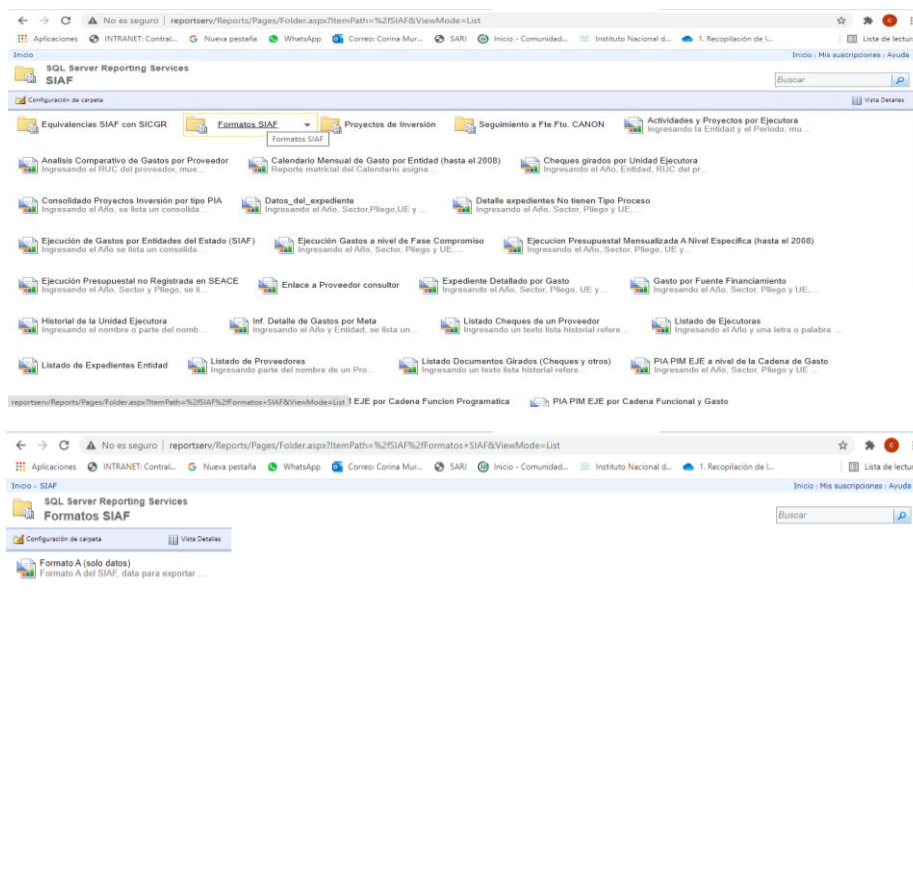 No es seguro | reportserv/Reports/Pages/Folder.aspx?ItemPath=%2fSIAF&ViewMode=List
Aplicaciones INTRANET: Contral... Nueva pestaña WhatsApp Correo: Corina Mur... SARI Inicio - Comunidad... Instituto Nacional d... 1. Recopilación de l... Lista de lectur
Inicio Inicio | Mis suscripciones | Ayuda
SQL Server Reporting Services
SIAF Buscar
Configuración de carpeta Vista Detalles
Equivalencias SIAF con SICGR Formatos SIAF Proyectos de Inversión Seguimiento a Fte.Fto. CANON Actividades y Proyectos por Ejecutora
Ingresando la Entidad y el Periodo, mu...
Formatos SIAF
Analisis Comparativo de Gastos por Proveedor Calendario Mensual de Gasto por Entidad (hasta el 2008) Cheques girados por Unidad Ejecutora
Ingresando el RUC del proveedor, mue... Reporte matricial del Calendario asigna... Ingresando el Año, Entidad, RUC del pr...
Consolidado Proyectos Inversión por tipo PIA Datos_del_expediente Detalle expedientes No tienen Tipo Proceso
Ingresando el Año, se lista un consolida... Ingresando el Año, Sector,Pliego,UE y ... Ingresando el Año, Sector, Pliego y UE,...
Ejecución de Gastos por Entidades del Estado (SIAF) Ejecución Gastos a nivel de Fase Compromiso Ejecucion Presupuestal Mensualizada A Nivel Especifica (hasta el 2008)
Ingresando el Año se lista un consolida... Ingresando el Año, Sector, Pliego y UE,... Ingresando el Año, Sector, Pliego, UE y...
Ejecución Presupuestal no Registrada en SEACE Enlace a Proveedor consultor Expediente Detallado por Gasto Gasto por Fuente Financiamiento
Ingresando el Año, Sector y Pliego, se li... Ingresando el Año, Sector, Pliego, UE y... Ingresando el Año, Sector, Pliego y UE,...
Historial de la Unidad Ejecutora Inf. Detalle de Gastos por Meta Listado Cheques de un Proveedor Listado de Ejecutoras
Ingresando el nombre o parte del nomb... Ingresando el Año y Entidad, se lista un... Ingresando un texto lista historial refere... Ingresando el Año y una letra o palabra ...
Listado de Expedientes Entidad Listado de Proveedores Listado Documentos Girados (Cheques y otros) PIA PIM EJE a nivel de la Cadena de Gasto
Ingresando parte del nombre de un Pro... Ingresando un texto lista historial refere... Ingresando el Año, Sector, Pliego y UE ...
reportserv/Reports/Pages/Folder.aspx?ItemPath=%2fSIAF%2fFormatos+SIAF&ViewMode=List I EJE por Cadena Funcion Programatica PIA PIM EJE por Cadena Funcional y Gasto
No es seguro | reportserv/Reports/Pages/Folder.aspx?ItemPath=%2fSIAF%2fFormatos+SIAF&ViewMode=List
Aplicaciones INTRANET: Contral... Nueva pestaña WhatsApp Correo: Corina Mur... SARI Inicio - Comunidad... Instituto Nacional d... 1. Recopilación de l... Lista de lectur
Inicio > SIAF Inicio | Mis suscripciones | Ayuda
SQL Server Reporting Services
Formatos SIAF Buscar
Configuración de carpeta Vista Detalles
Formato A (solo datos)
Formato A del SIAF, data para exportar ...